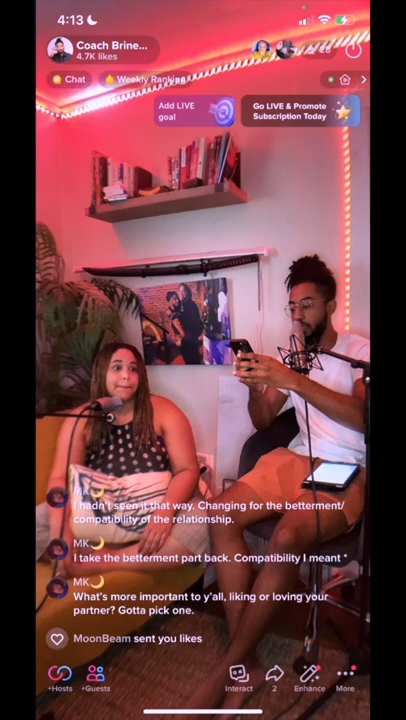 4:13
Coach Brine...
4.7K likes
28
Chat
Weekly Ranking
Add LIVE
goal
Go LIVE & Promote
Subscription Today
MK🌙
I hadn't seen it that way. Changing for the betterment/
compatibility of the relationship.
MK🌙
I take the betterment part back. Compatibility I meant *
MK🌙
What's more important to y'all, liking or loving your
partner? Gotta pick one.
MoonBeam sent you likes
+Hosts
+Guests
Interact
2
Enhance
More